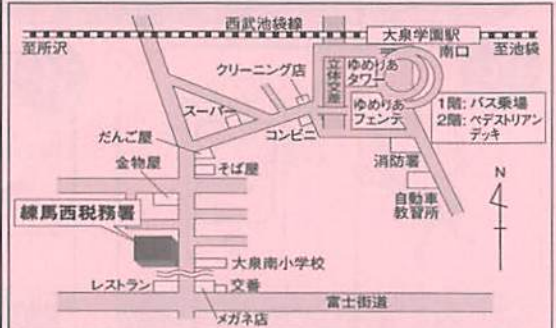 西武池袋線
至所沢
大泉学園駅
至池袋
南口
クリーニング店
立体交差
ゆめりあ
タワー
スーパー
ゆめりあ
フェンテ
1階:バス乗場
2階:ペデストリアン
デッキ
コンビニ
だんご屋
金物屋
そば屋
消防署
自動車
教習所
N
練馬西税務署
大泉南小学校
レストラン
交番
富士街道
メガネ店